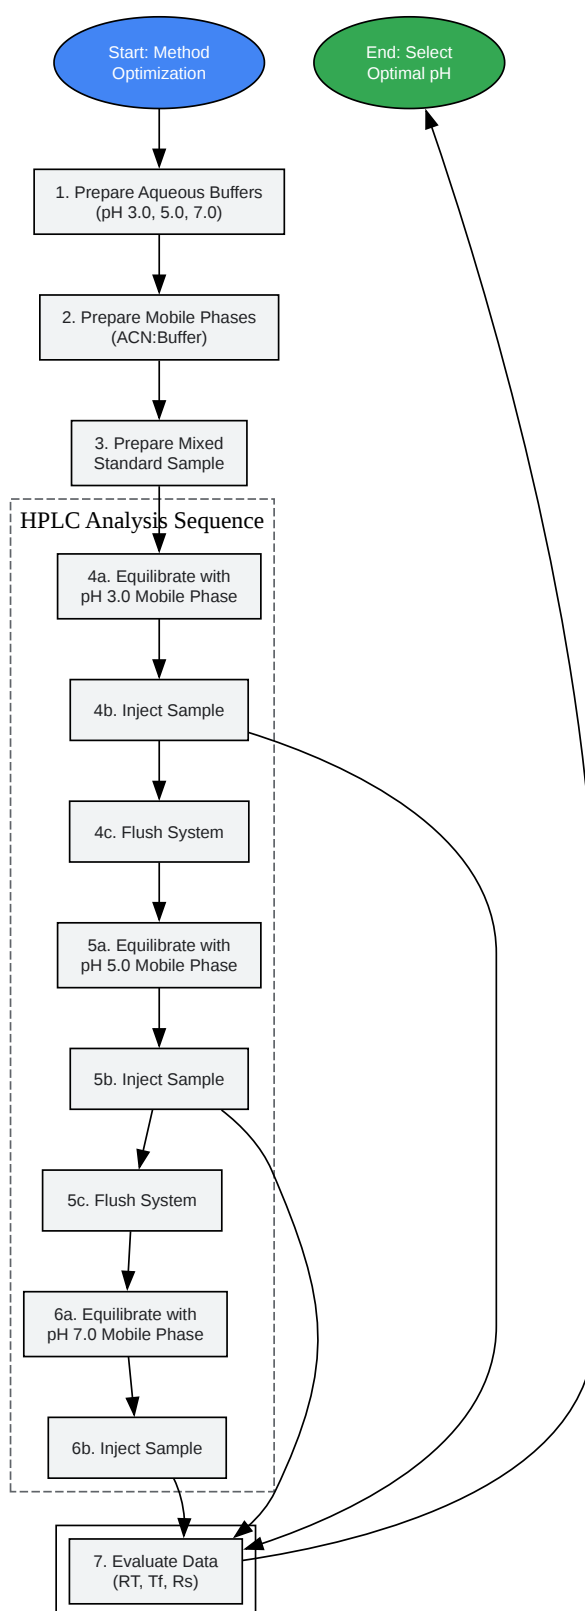 Start: Method
Optimization
End: Select
Optimal pH
1. Prepare Aqueous Buffers
(pH 3.0, 5.0, 7.0)
2. Prepare Mobile Phases
(ACN:Buffer)
3. Prepare Mixed
Standard Sample
HPLC Analysis Sequence
4a. Equilibrate with
pH 3.0 Mobile Phase
4b. Inject Sample
4c. Flush System
5a. Equilibrate with
pH 5.0 Mobile Phase
5b. Inject Sample
5c. Flush System
6a. Equilibrate with
pH 7.0 Mobile Phase
6b. Inject Sample
7. Evaluate Data
(RT, Tf, Rs)